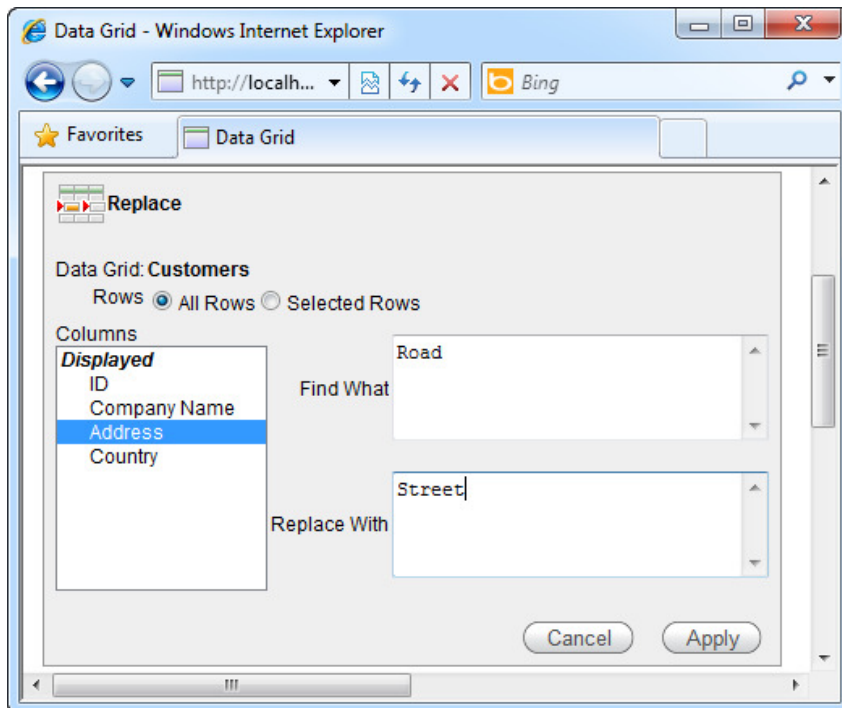 Data Grid - Windows Internet Explorer
http://localh...
Bing
Favorites
Data Grid
Replace
Data Grid: Customers
Rows All Rows Selected Rows
Columns
Displayed
ID
Company Name
Address
Country
Find What
Road
Replace With
Street
Cancel Apply